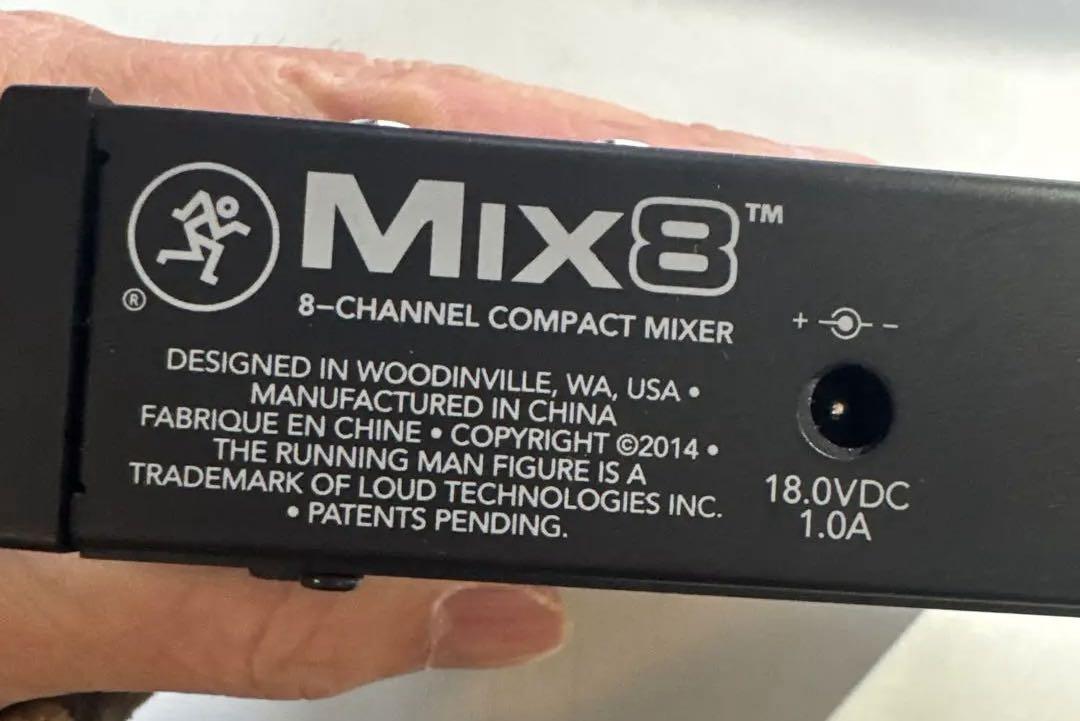 Mix8™
8-CHANNEL COMPACT MIXER
DESIGNED IN WOODINVILLE, WA, USA •
MANUFACTURED IN CHINA
FABRIQUE EN CHINE • COPYRIGHT ©2014 •
THE RUNNING MAN FIGURE IS A
TRADEMARK OF LOUD TECHNOLOGIES INC.
• PATENTS PENDING.
®
+ −
18.0VDC
1.0A